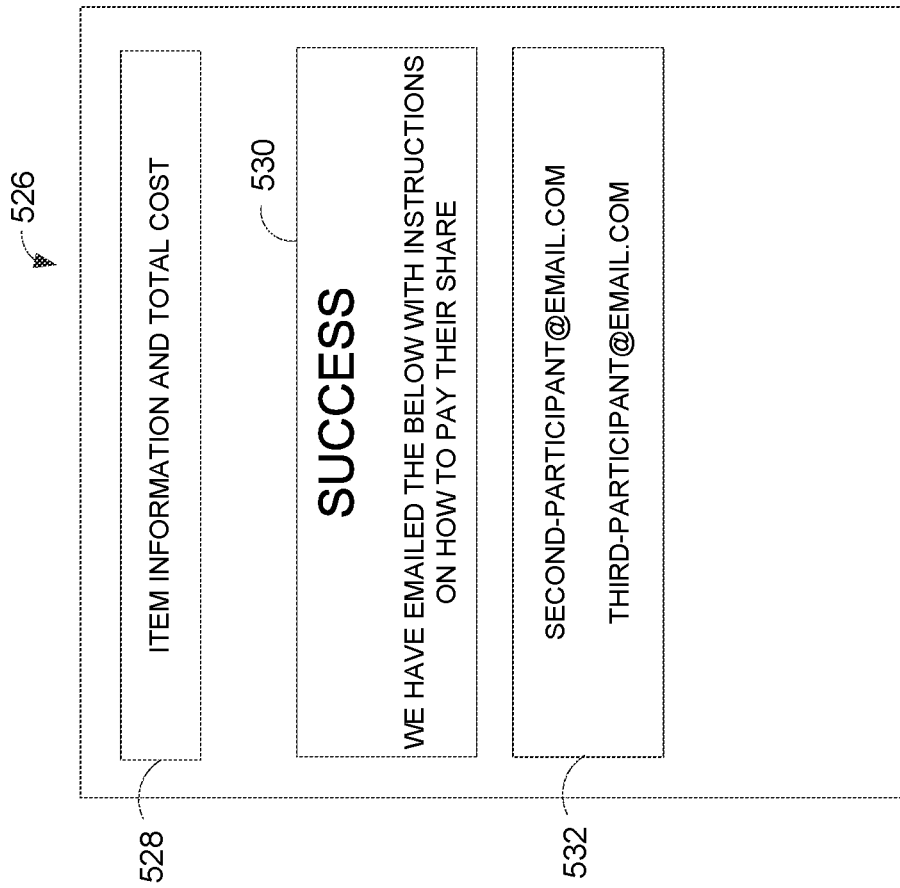 526
528
ITEM INFORMATION AND TOTAL COST
530
SUCCESS
WE HAVE EMAILED THE BELOW WITH INSTRUCTIONS
ON HOW TO PAY THEIR SHARE
532
SECOND-PARTICIPANT@EMAIL.COM
THIRD-PARTICIPANT@EMAIL.COM